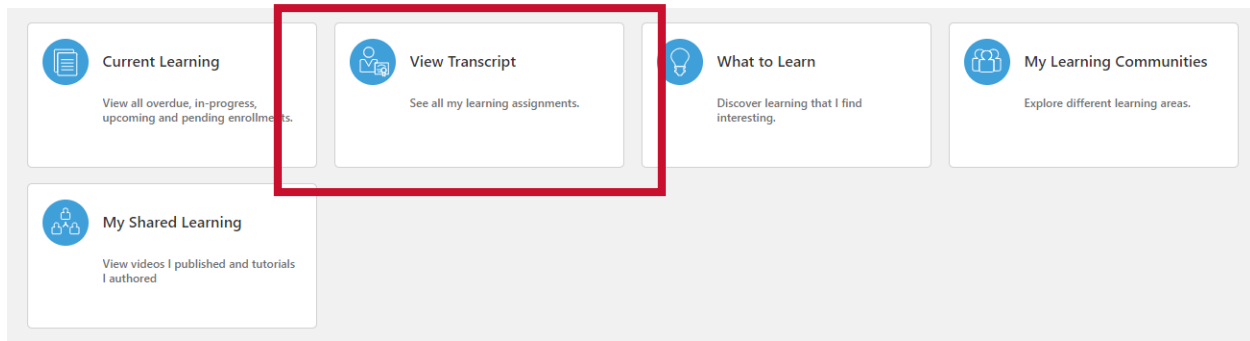 Current Learning
View all overdue, in-progress,
upcoming and pending enrollments.
View Transcript
See all my learning assignments.
What to Learn
Discover learning that I find
interesting.
My Learning Communities
Explore different learning areas.
My Shared Learning
View videos I published and tutorials
I authored